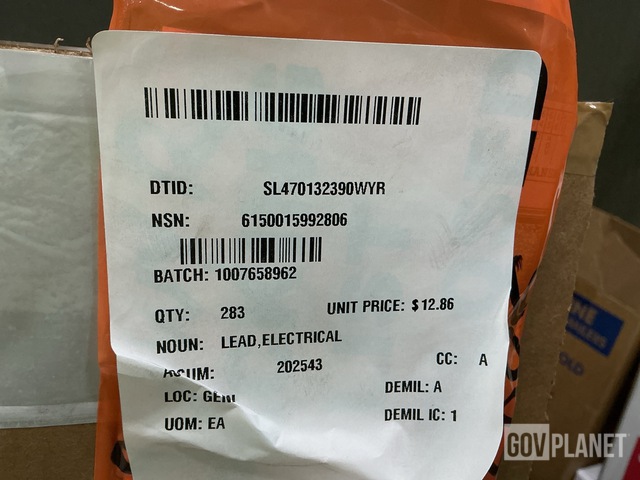 DTID: SL470132390WYR
NSN: 6150015992806
BATCH: 1007658962
QTY: 283 UNIT PRICE: $12.86
NOUN: LEAD,ELECTRICAL
202543 CC: A
LOC: DEMIL: A
UOM: EA DEMIL IC: 1
OLD
GOVPLANET